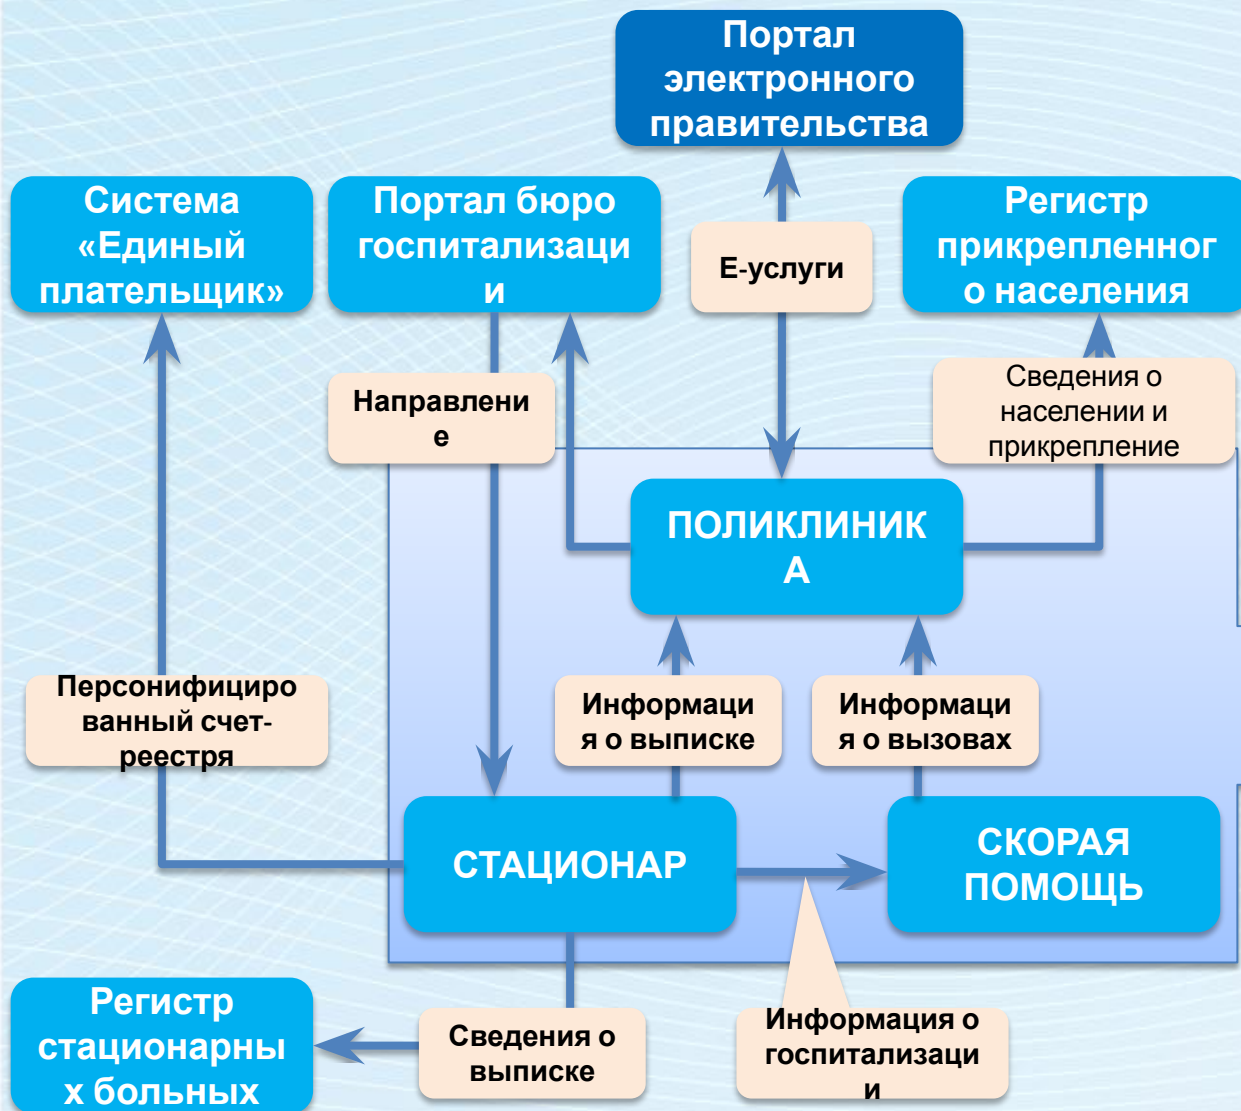 Портал
электронного
правительства
Система
«Единый
плательщик»
Портал бюро
госпитализаци
и
Е-услуги
Регистр
прикрепленног
о населения
Направлени
е
Сведения о
населении и
прикрепление
ПОЛИКЛИНИК
А
Персонифициро
ванный счет-
реестря
Информаци
я о выписке
Информаци
я о вызовах
СТАЦИОНАР
СКОРАЯ
ПОМОЩЬ
Регистр
стационарны
х больных
Сведения о
выписке
Информация о
госпитализаци
и